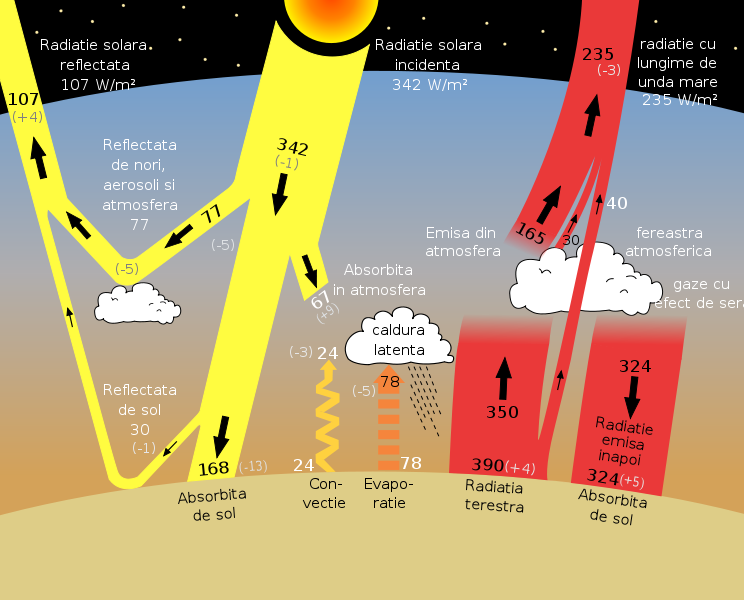 Radiatie solara
reflectata
107 W/m²
Radiatie solara
incidenta
342 W/m²
radiatie cu
lungime de
unda mare
235 W/m²
235
(-3)
107
(+4)
Reflectata
de nori,
aerosoli si
atmosfera
77
342
(-1)
77
(-5)
(-5)
67
(+9)
Absorbita
in atmosfera
Emisa din
atmosfera
165
30
40
fereastra
atmosferica
gaze cu
efect de sera
caldura
latenta
(-3) 24
(-5)
78
324
350
Reflectata
de sol
30
(-1)
Radiatie
emisa
inapoi
168 (-13)
24
78
390(+4)
324(+5)
Absorbita
de sol
Con-
vectie
Evapo-
ratie
Radiatia
terestra
Absorbita
de sol